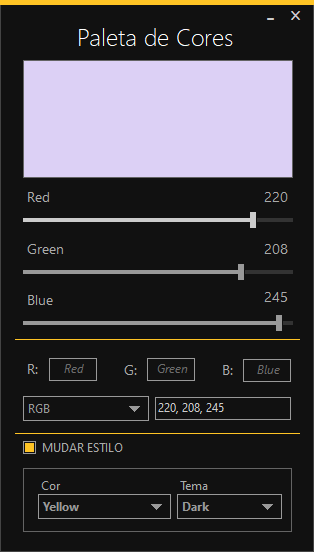 Paleta de Cores
Red 220
Green 208
Blue 245
R: Red G: Green B: Blue
RGB 220, 208, 245
MUDAR ESTILO
Cor Tema
Yellow Dark